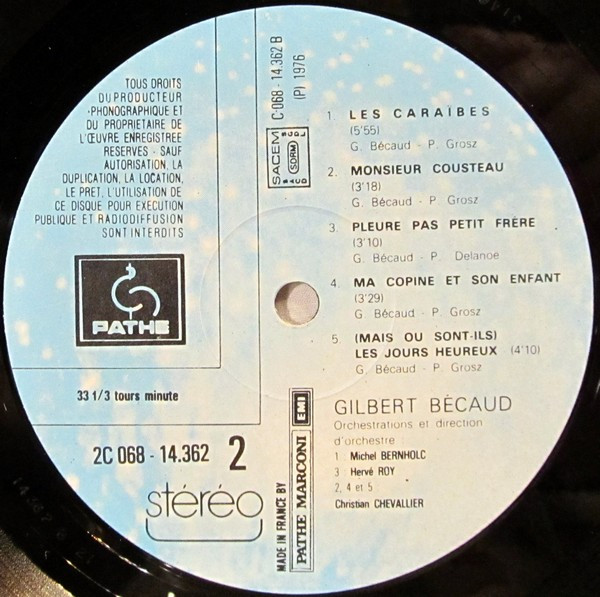 TOUS DROITS
DU PRODUCTEUR
PHONOGRAPHIQUE ET
DU PROPRIETAIRE DE
L'ŒUVRE ENREGISTREE
RESERVES - SAUF
AUTORISATION, LA
DUPLICATION, LA LOCATION,
LE PRET, L'UTILISATION DE
CE DISQUE POUR EXECUTION
PUBLIQUE ET RADIODIFFUSION
SONT INTERDITS
PATHE
33 1/3 tours minute
2C 068 - 14.362 2
stéréo
C·068 - 14.362 B
(P) 1976
SACEM
SDRM
1. LES CARAÏBES
(5'55)
G. Bécaud - P. Grosz
2. MONSIEUR COUSTEAU
(3'18)
G. Bécaud - P. Grosz
3. PLEURE PAS PETIT FRÈRE
(3'10)
G. Bécaud - P. Delanoe
4. MA COPINE ET SON ENFANT
(3'29)
G. Bécaud - P. Grosz
5. (MAIS OU SONT-ILS)
LES JOURS HEUREUX - (4'10)
G. Bécaud - P. Grosz
GILBERT BÉCAUD
Orchestrations et direction
d'orchestre :
1 : Michel BERNHOLC
3 : Hervé ROY
2, 4 et 5
Christian CHEVALLIER
MADE IN FRANCE BY
PATHE MARCONI EMI